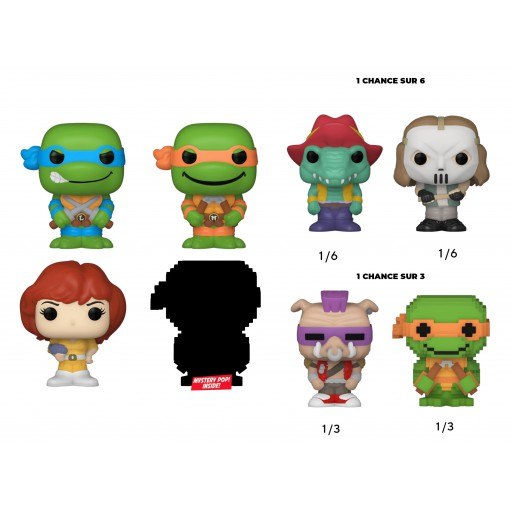 1 CHANCE SUR 6
L
M
1/6
1/6
1 CHANCE SUR 3
MYSTERY POP!
INSIDE!
1/3
1/3